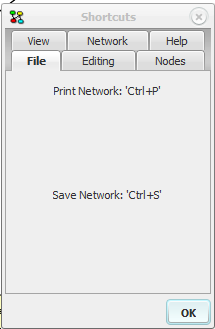 Shortcuts
View Network Help
File Editing Nodes
Print Network: 'Ctrl+P'
Save Network: 'Ctrl+S'
OK